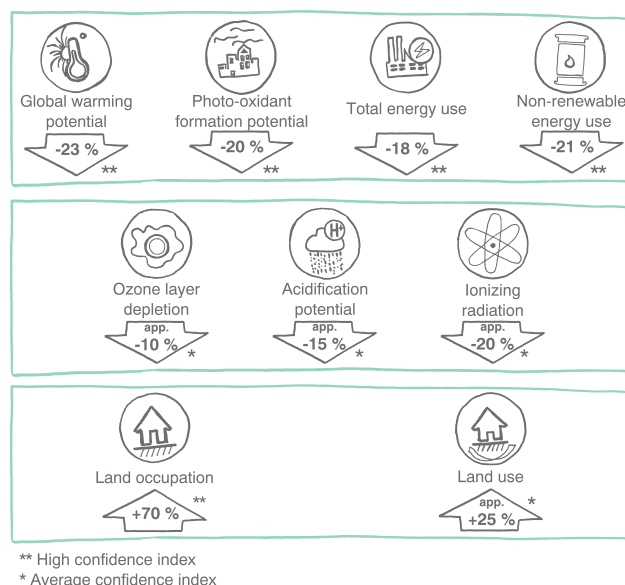 Global warming
potential
-23 %
**
Photo-oxidant
formation potential
-20 %
**
Total energy use
-18 %
**
Non-renewable
energy use
-21 %
**
Ozone layer
depletion
app.
-10 %
*
H+
Acidification
potential
app.
-15 %
*
Ionizing
radiation
app.
-20 %
*
Land occupation
+70 %
**
Land use
app.
+25 %
*
** High confidence index
* Average confidence index